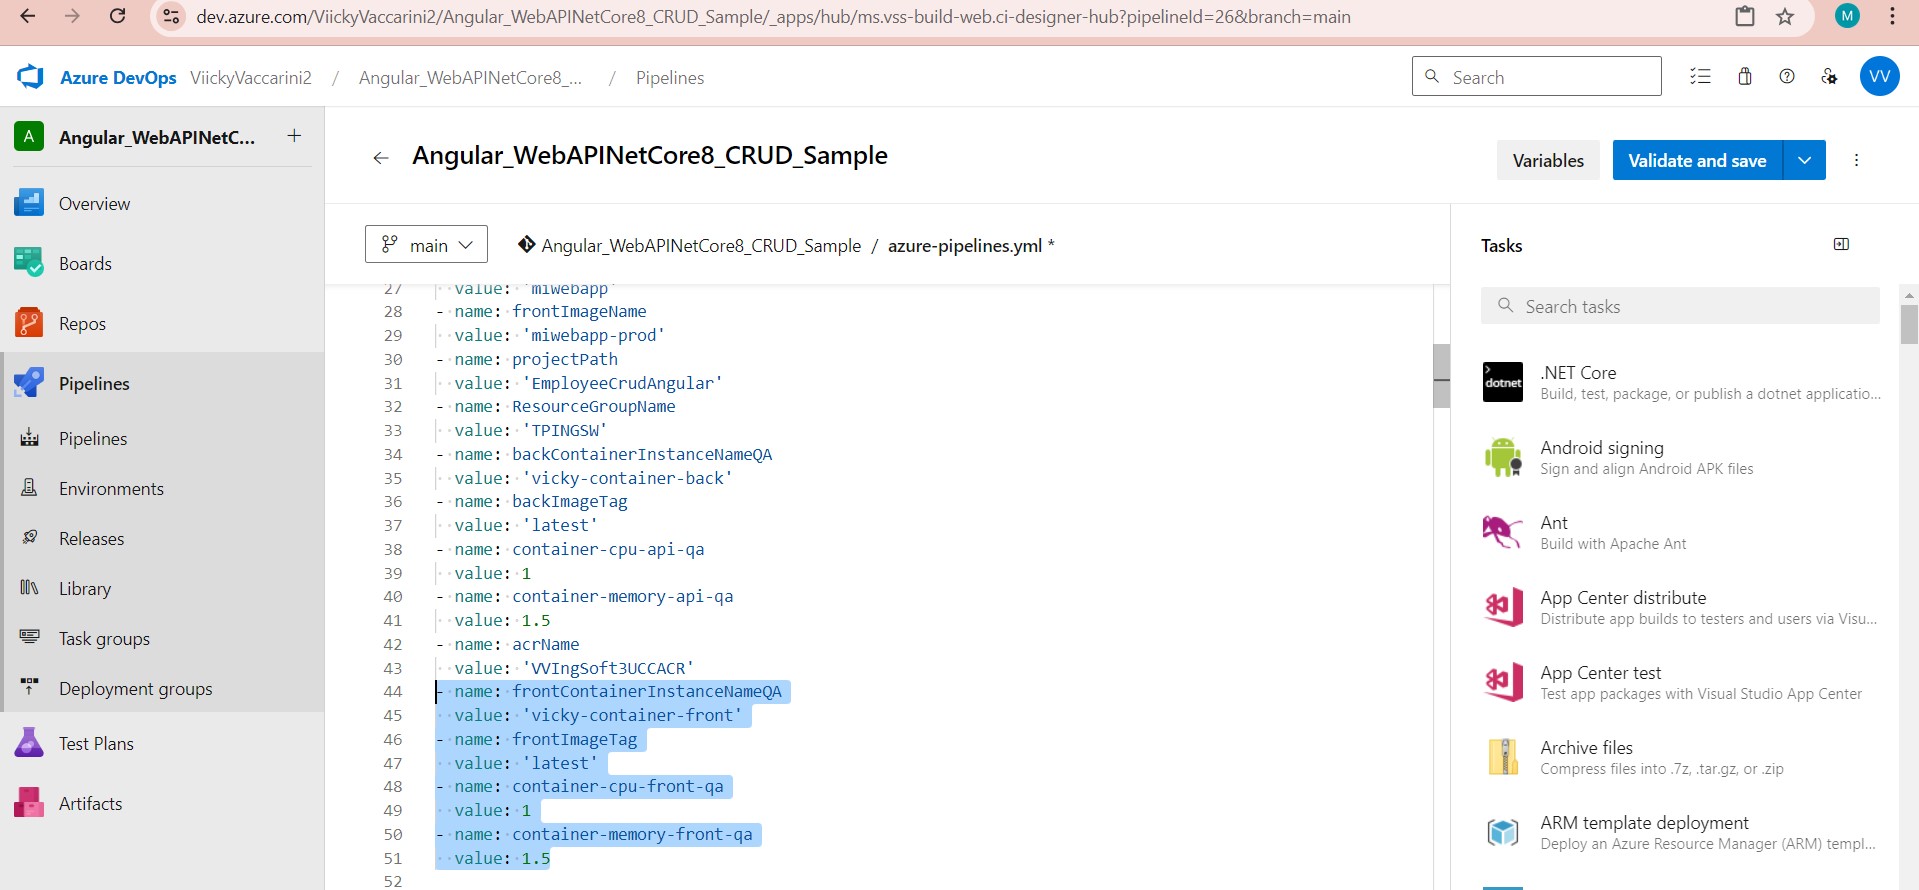 dev.azure.com/ViickyVaccarini2/Angular_WebAPINetCore8_CRUD_Sample/_apps/hub/ms.vss-build-web.ci-designer-hub?pipelineId=26&branch=main
M
Azure DevOps ViickyVaccarini2 / Angular_WebAPINetCore8_... / Pipelines
Search
VV
A Angular_WebAPINetC... +
Overview
Boards
Repos
Pipelines
Pipelines
Environments
Releases
Library
Task groups
Deployment groups
Test Plans
Artifacts
Angular_WebAPINetCore8_CRUD_Sample
Variables
Validate and save
main
Angular_WebAPINetCore8_CRUD_Sample / azure-pipelines.yml *
27 value: 'miwebapp'
28 - name: frontImageName
29 value: 'miwebapp-prod'
30 - name: projectPath
31 value: 'EmployeeCrudAngular'
32 - name: ResourceGroupName
33 value: 'TPINGSW'
34 - name: backContainerInstanceNameQA
35 value: 'vicky-container-back'
36 - name: backImageTag
37 value: 'latest'
38 - name: container-cpu-api-qa
39 value: 1
40 - name: container-memory-api-qa
41 value: 1.5
42 - name: acrName
43 value: 'VVIngSoft3UCCACR'
44 - name: frontContainerInstanceNameQA
45 value: 'vicky-container-front'
46 - name: frontImageTag
47 value: 'latest'
48 - name: container-cpu-front-qa
49 value: 1
50 - name: container-memory-front-qa
51 value: 1.5
52
Tasks
Search tasks
dotnet
.NET Core
Build, test, package, or publish a dotnet applicatio...
Android signing
Sign and align Android APK files
Ant
Build with Apache Ant
App Center distribute
Distribute app builds to testers and users via Visu...
App Center test
Test app packages with Visual Studio App Center
Archive files
Compress files into .7z, .tar.gz, or .zip
ARM template deployment
Deploy an Azure Resource Manager (ARM) templ...